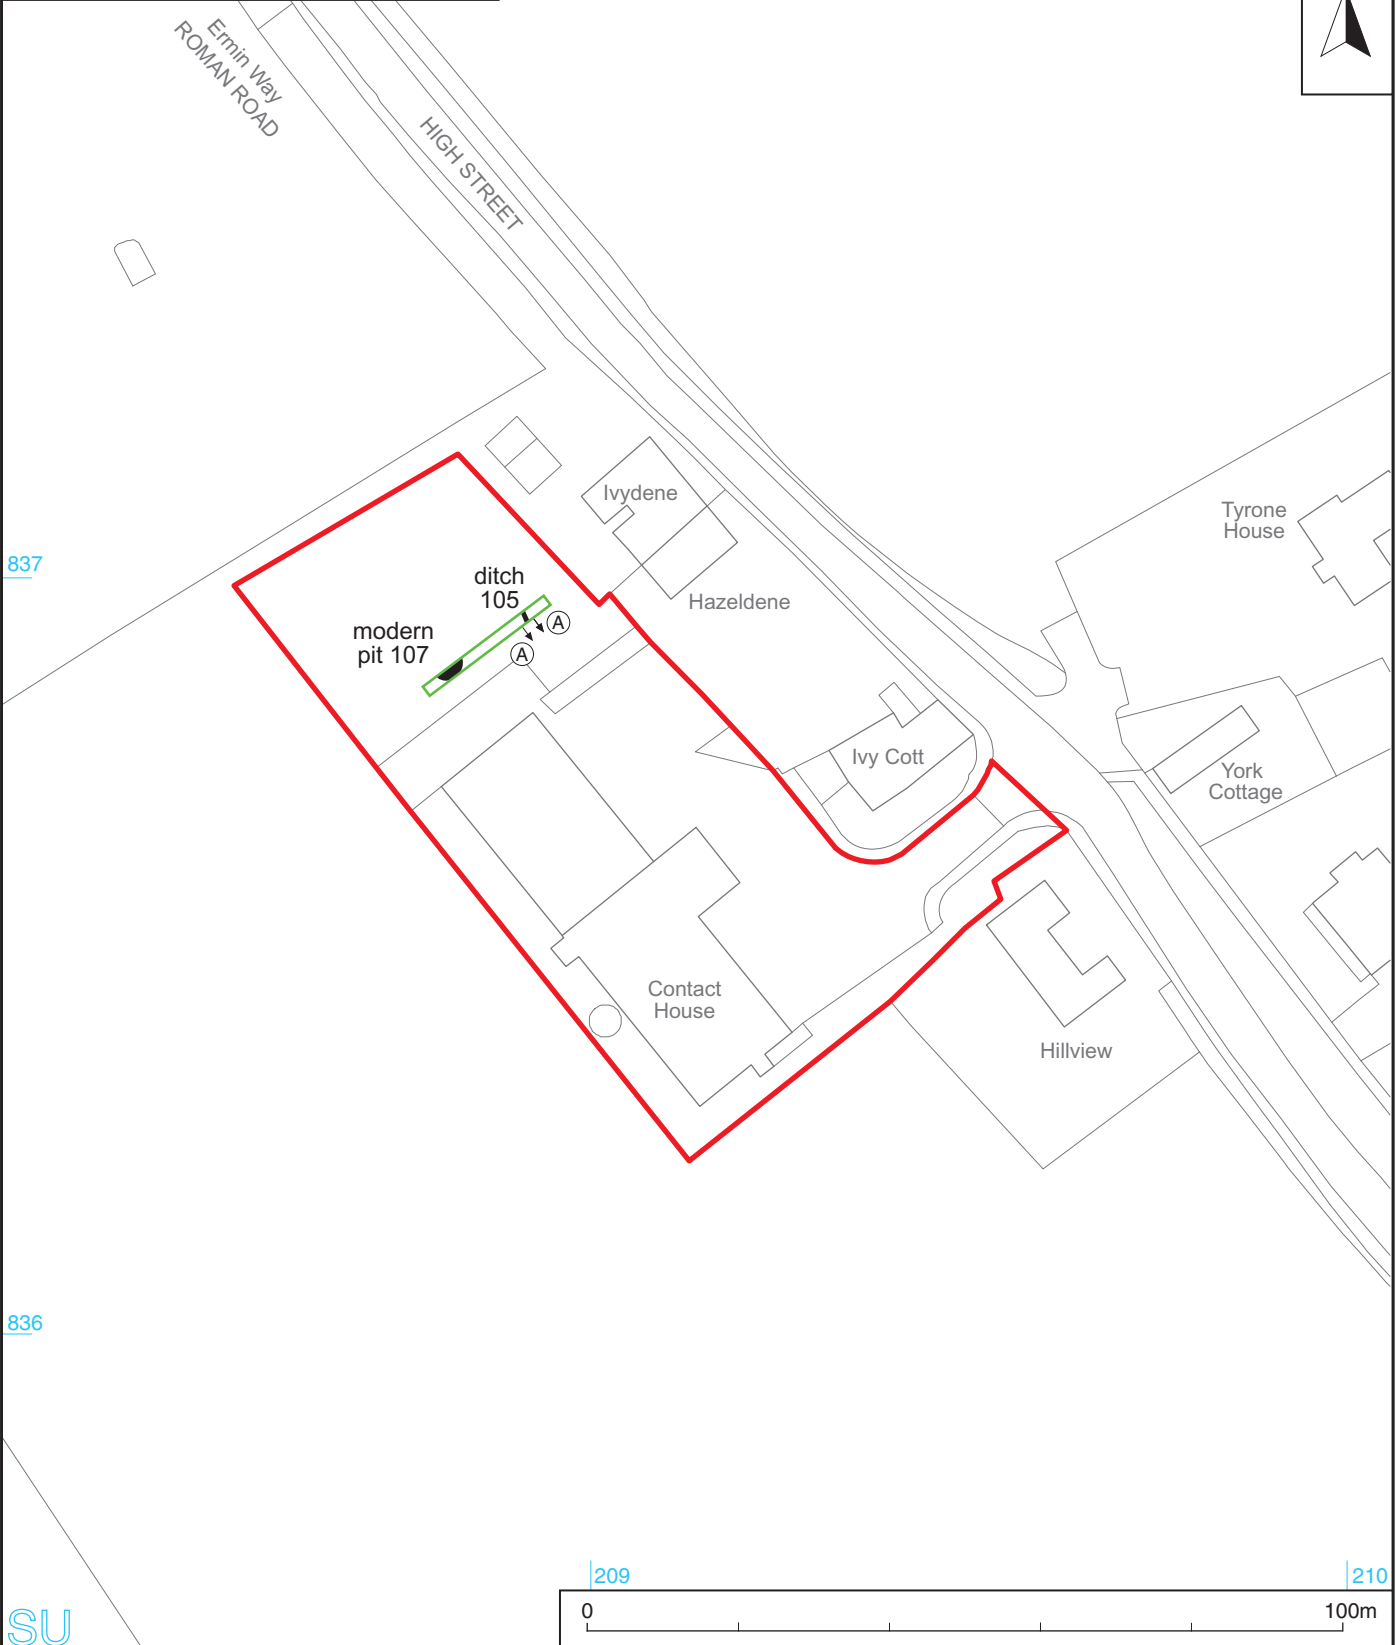 Ermin Way
ROMAN ROAD
HIGH STREET
Ivydene
Tyrone
House
837
ditch
105
Hazeldene
A
modern
pit 107
A
Ivy Cott
York
Cottage
Contact
House
Hillview
836
209
210
SU
0
100m